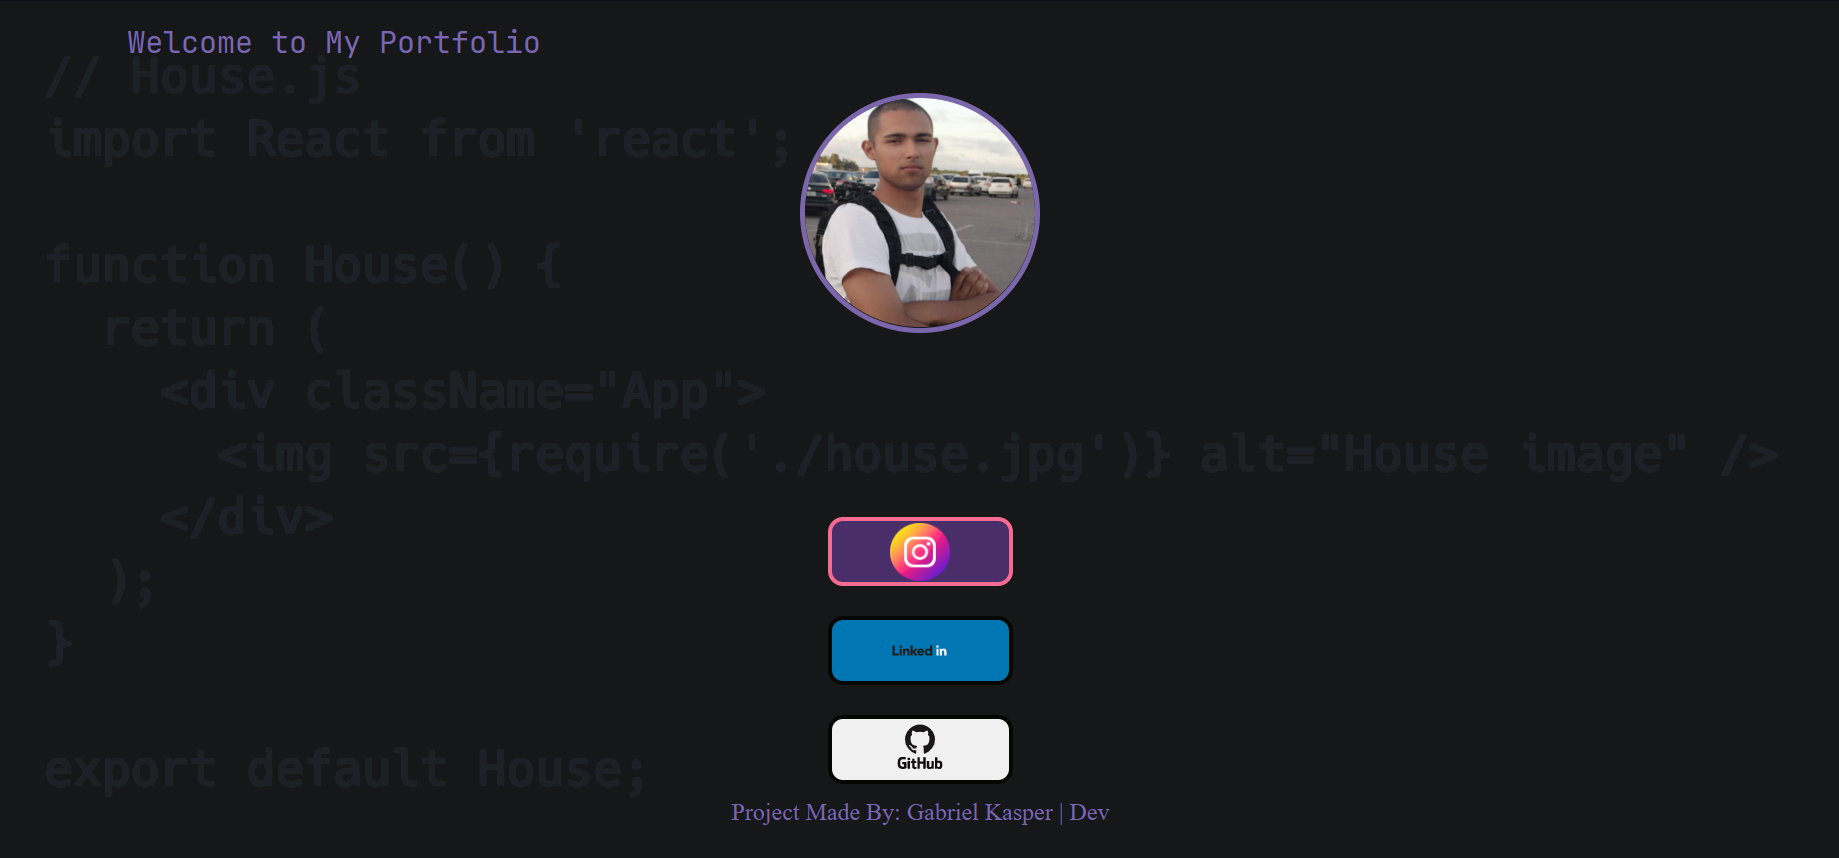 Welcome to My Portfolio
// House.js
import React from 'react';
function House() {
return (
<div className="App">
<img src={require('./house.jpg')} alt="House image" />
</div>
);
}
Linked in
GitHub
export default House;
Project Made By: Gabriel Kasper | Dev